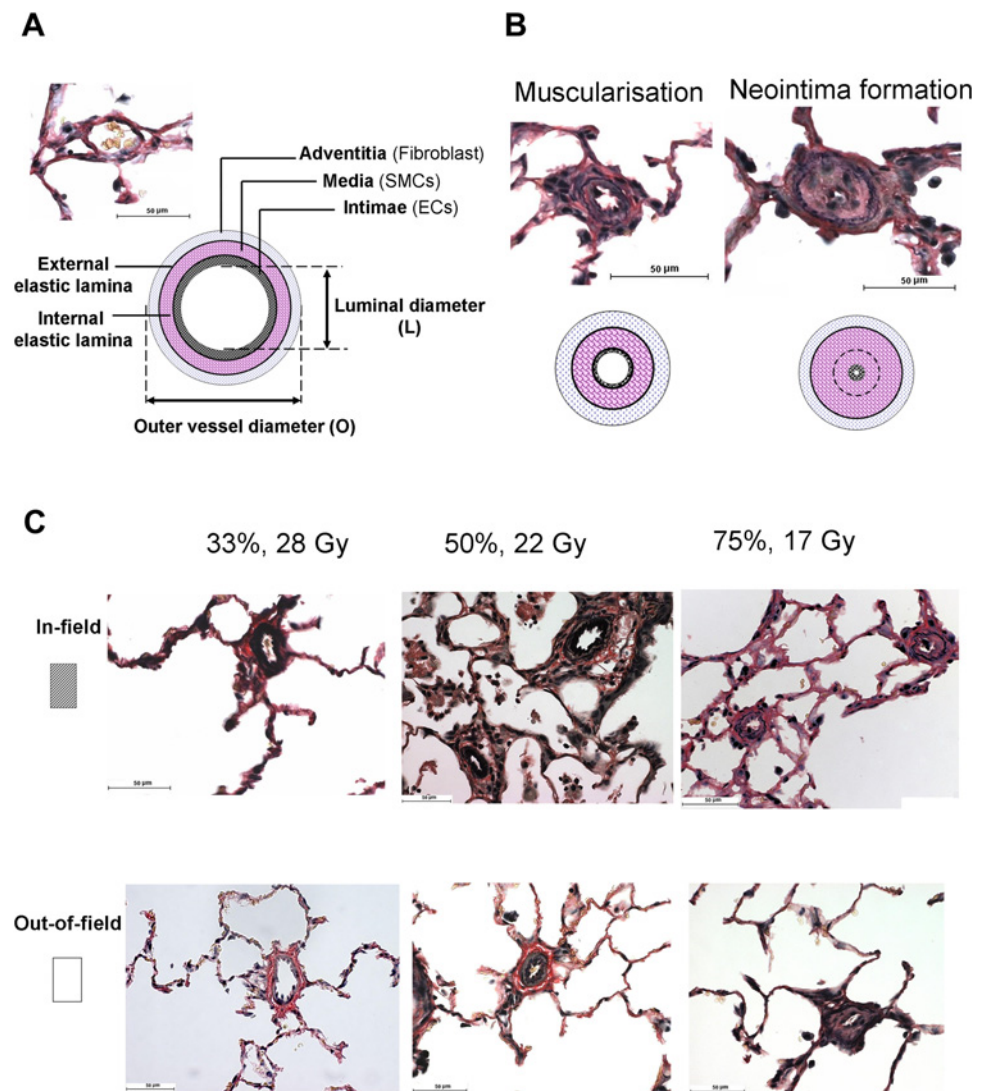 A
B
Muscularisation
Neointima formation
Adventitia (Fibroblast)
Media (SMCs)
Intimae (ECs)
50 µm
50 µm
50 µm
External
elastic lamina
Internal
elastic lamina
Luminal diameter
(L)
Outer vessel diameter (O)
C
33%, 28 Gy
50%, 22 Gy
75%, 17 Gy
In-field
50 µm
50 µm
50 µm
Out-of-field
50 µm
50 µm
50 µm